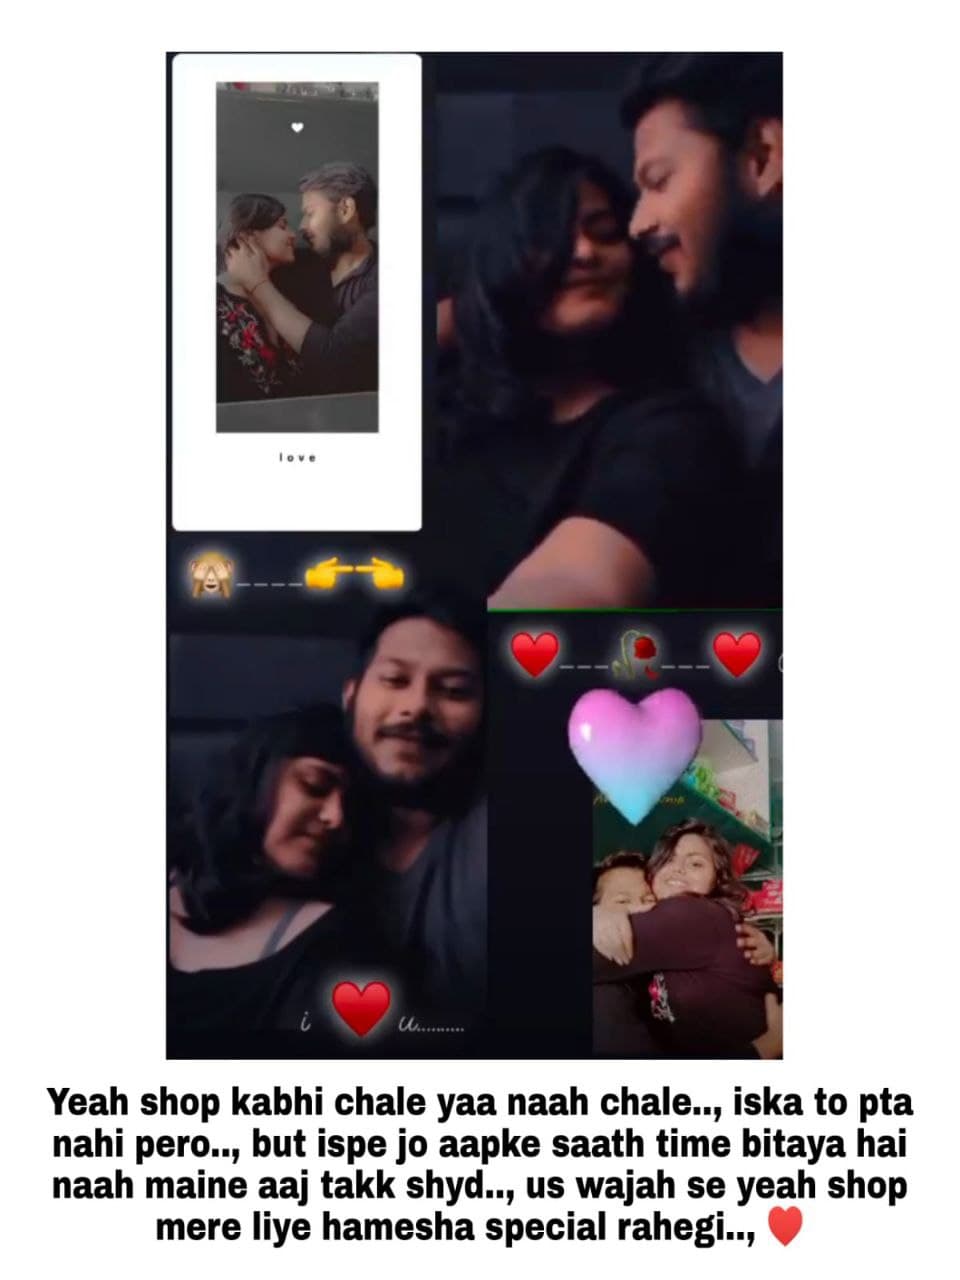 love
i ♥️ u..........
Yeah shop kabhi chale yaa naah chale.., iska to pta
nahi pero.., but ispe jo aapke saath time bitaya hai
naah maine aaj takk shyd.., us wajah se yeah shop
mere liye hamesha special rahegi.., ♥️